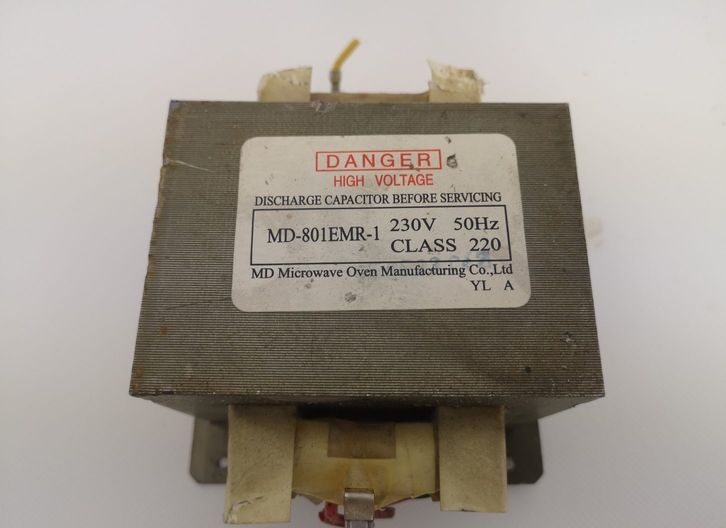 DANGER
HIGH VOLTAGE
DISCHARGE CAPACITOR BEFORE SERVICING
MD-801EMR-1 230V 50Hz
CLASS 220
MD Microwave Oven Manufacturing Co.,Ltd
YL A